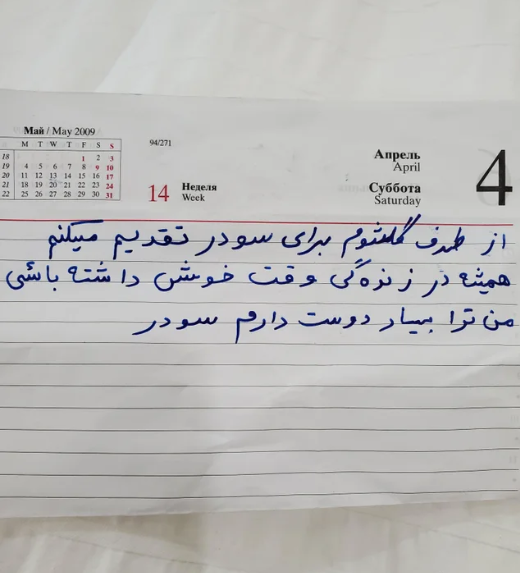 Май / May 2009
M T W T F S S
18 1 2 3
19 4 5 6 7 8 9 10
20 11 12 13 14 15 16 17
21 18 19 20 21 22 23 24
22 25 26 27 28 29 30 31
94/271
14 Неделя
Week
Апрель
April
Суббота
Saturday
4
از طرف گلثوم برای سودر تقدیم میکنم
همیشه در زنده‌گی وقت خوش داشته باشی
من ترا بسیار دوست دارم سودر